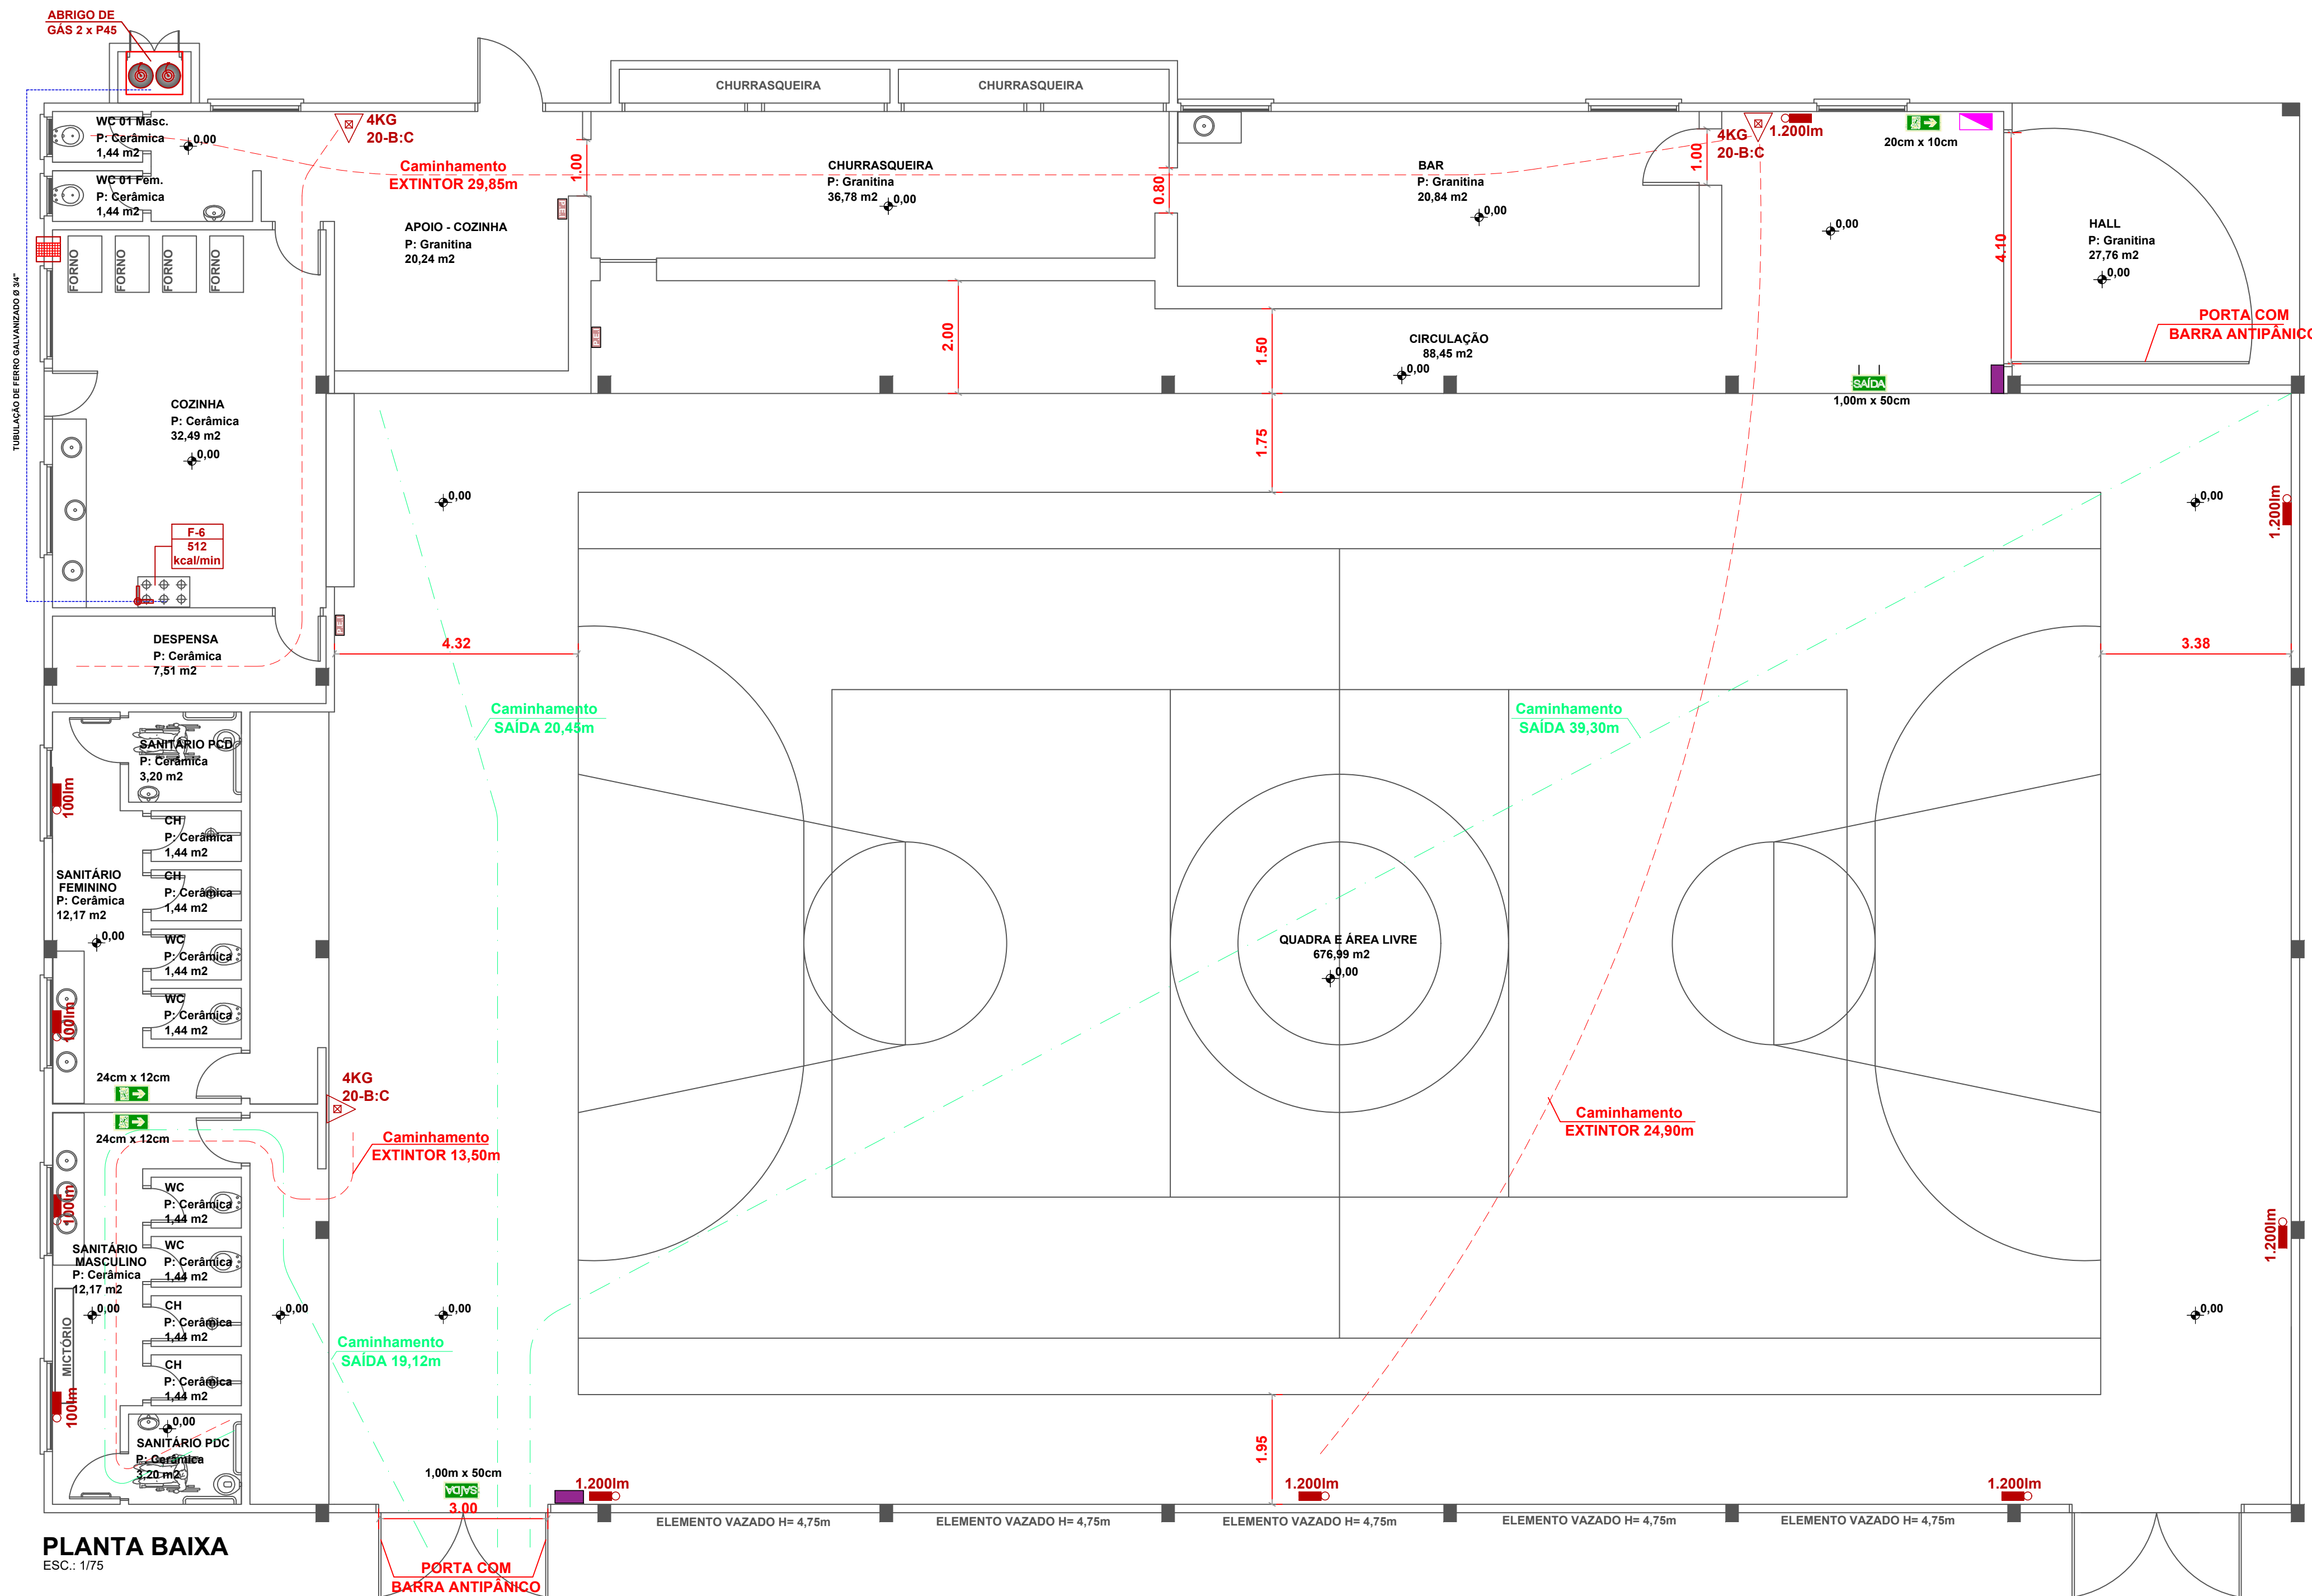 ABRIGO DE
GÁS 2 x P45
CHURRASQUEIRA
CHURRASQUEIRA
WC 01 Masc.
P: Cerâmica
1,44 m2
0,00
4KG
20-B:C
Caminhamento
EXTINTOR 29,85m
1.00
CHURRASQUEIRA
P: Granitina
36,78 m2
0,00
0.80
BAR
P: Granitina
20,84 m2
0,00
1.00
4KG
20-B:C
1.200lm
20cm x 10cm
WC 01 Fem.
P: Cerâmica
1,44 m2
APOIO - COZINHA
P: Granitina
20,24 m2
0,00
4.10
HALL
P: Granitina
27,76 m2
0,00
PORTA COM
BARRA ANTIPÂNICO
FORNO
FORNO
FORNO
FORNO
TUBULAÇÃO DE FERRO GALVANIZADO Ø 3/4"
2.00
1.50
CIRCULAÇÃO
88,45 m2
0,00
SAÍDA
1,00m x 50cm
COZINHA
P: Cerâmica
32,49 m2
0,00
1.75
0,00
0,00
1.200lm
F-6
512
kcal/min
DESPENSA
P: Cerâmica
7,51 m2
4.32
3.38
Caminhamento
SAÍDA 20,45m
Caminhamento
SAÍDA 39,30m
SANITÁRIO PCD
P: Cerâmica
3,20 m2
100lm
CH
P: Cerâmica
1,44 m2
SANITÁRIO
FEMININO
P: Cerâmica
12,17 m2
0,00
CH
P: Cerâmica
1,44 m2
WC
P: Cerâmica
1,44 m2
WC
P: Cerâmica
1,44 m2
100lm
QUADRA E ÁREA LIVRE
676,99 m2
0,00
24cm x 12cm
24cm x 12cm
4KG
20-B:C
Caminhamento
EXTINTOR 13,50m
Caminhamento
EXTINTOR 24,90m
100lm
WC
P: Cerâmica
1,44 m2
WC
P: Cerâmica
1,44 m2
SANITÁRIO
MASCULINO
P: Cerâmica
12,17 m2
0,00
1.200lm
CH
P: Cerâmica
1,44 m2
0,00
0,00
0,00
MICTÓRIO
Caminhamento
SAÍDA 19,12m
CH
P: Cerâmica
1,44 m2
100lm
0,00
SANITÁRIO PDC
P: Cerâmica
3,20 m2
1.95
1,00m x 50cm
SAÍDA
3.00
1.200lm
1.200lm
1.200lm
ELEMENTO VAZADO H= 4,75m
ELEMENTO VAZADO H= 4,75m
ELEMENTO VAZADO H= 4,75m
ELEMENTO VAZADO H= 4,75m
ELEMENTO VAZADO H= 4,75m
PLANTA BAIXA
ESC.: 1/75
PORTA COM
BARRA ANTIPÂNICO